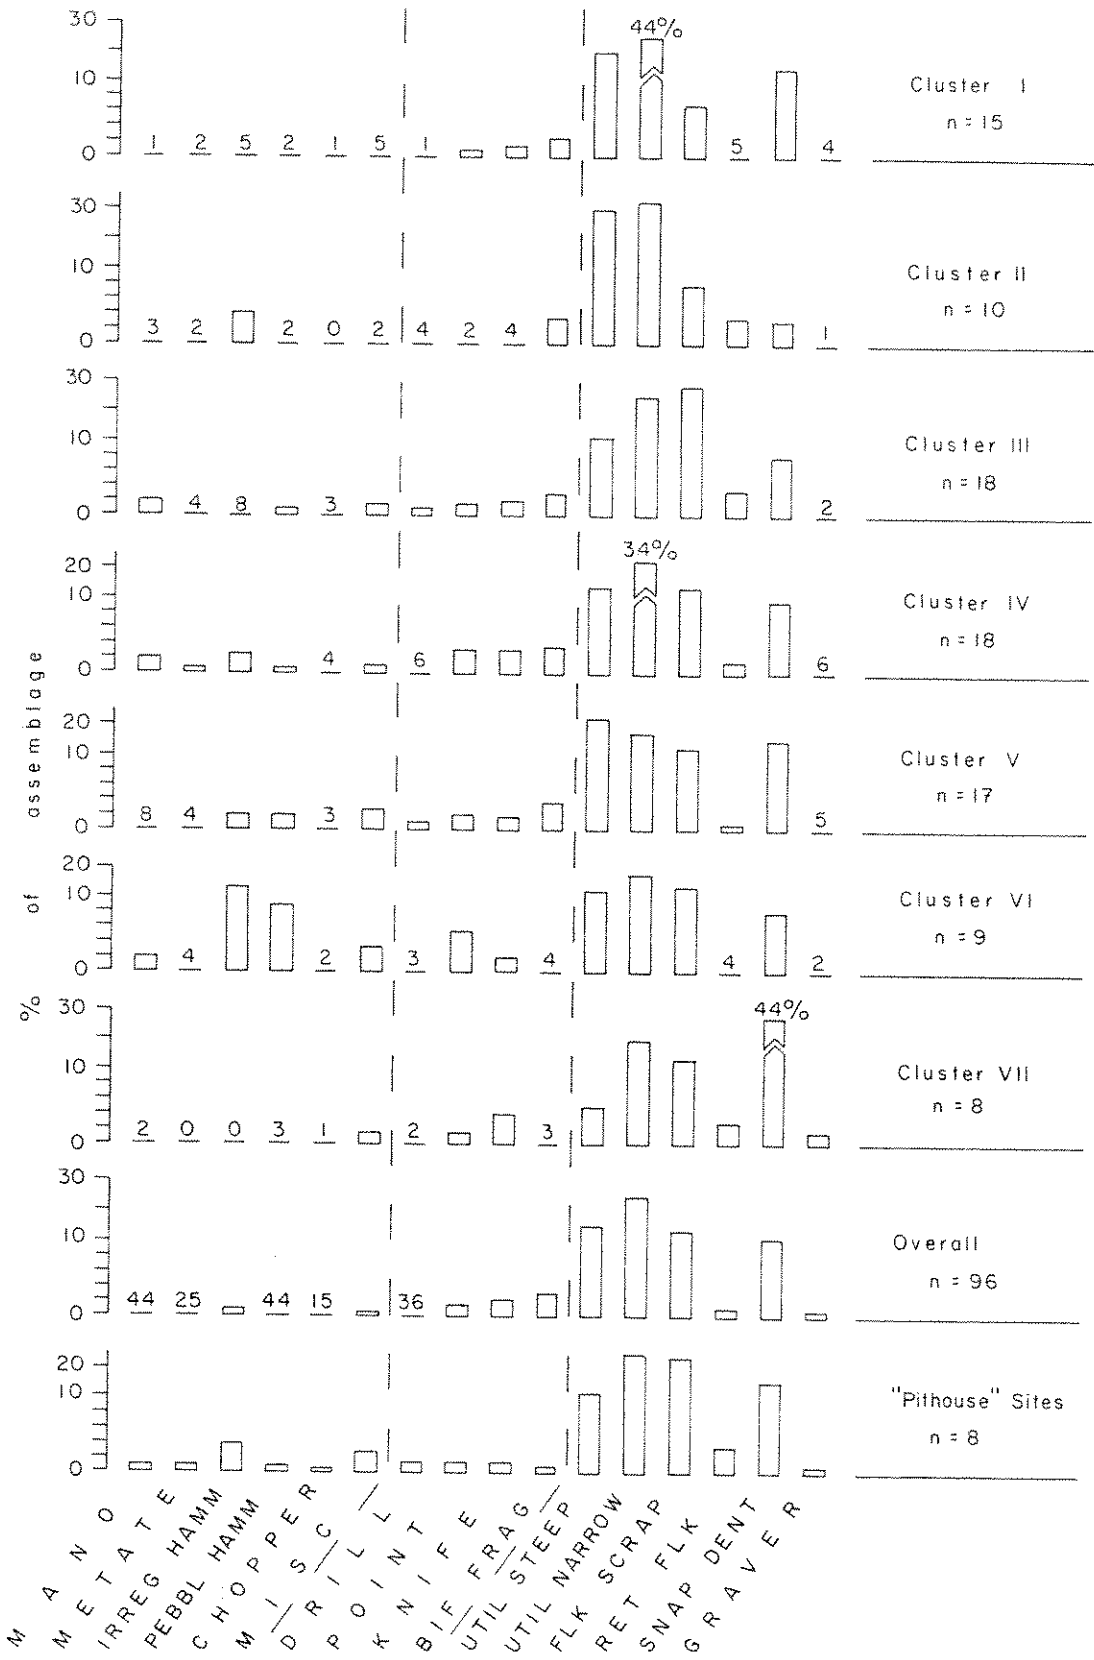 % of assemblage
30
10
0
44%
1 2 5 2 1 5 1 5 4
Cluster I
n = 15
30
10
0
3 2 2 0 2 4 2 4 1
Cluster II
n = 10
30
10
0
4 8 3 2
Cluster III
n = 18
20
10
0
34%
4 6 6
Cluster IV
n = 18
20
10
0
8 4 3 5
Cluster V
n = 17
20
10
0
4 2 3 4 4 2
Cluster VI
n = 9
30
10
0
44%
2 0 0 3 1 2 3
Cluster VII
n = 8
30
10
0
44 25 44 15 36
Overall
n = 96
20
10
0
"Pithouse" Sites
n = 8
MANO
METATE
IRREG HAMM
PEBBL HAMM
CHOPPER
MISC
DRILL
POINT
KNIFE
BIF FRAG
UTIL STEEP
UTIL NARROW
FLK SCRAP
RET FLK
SNAP DENT
GRAVER